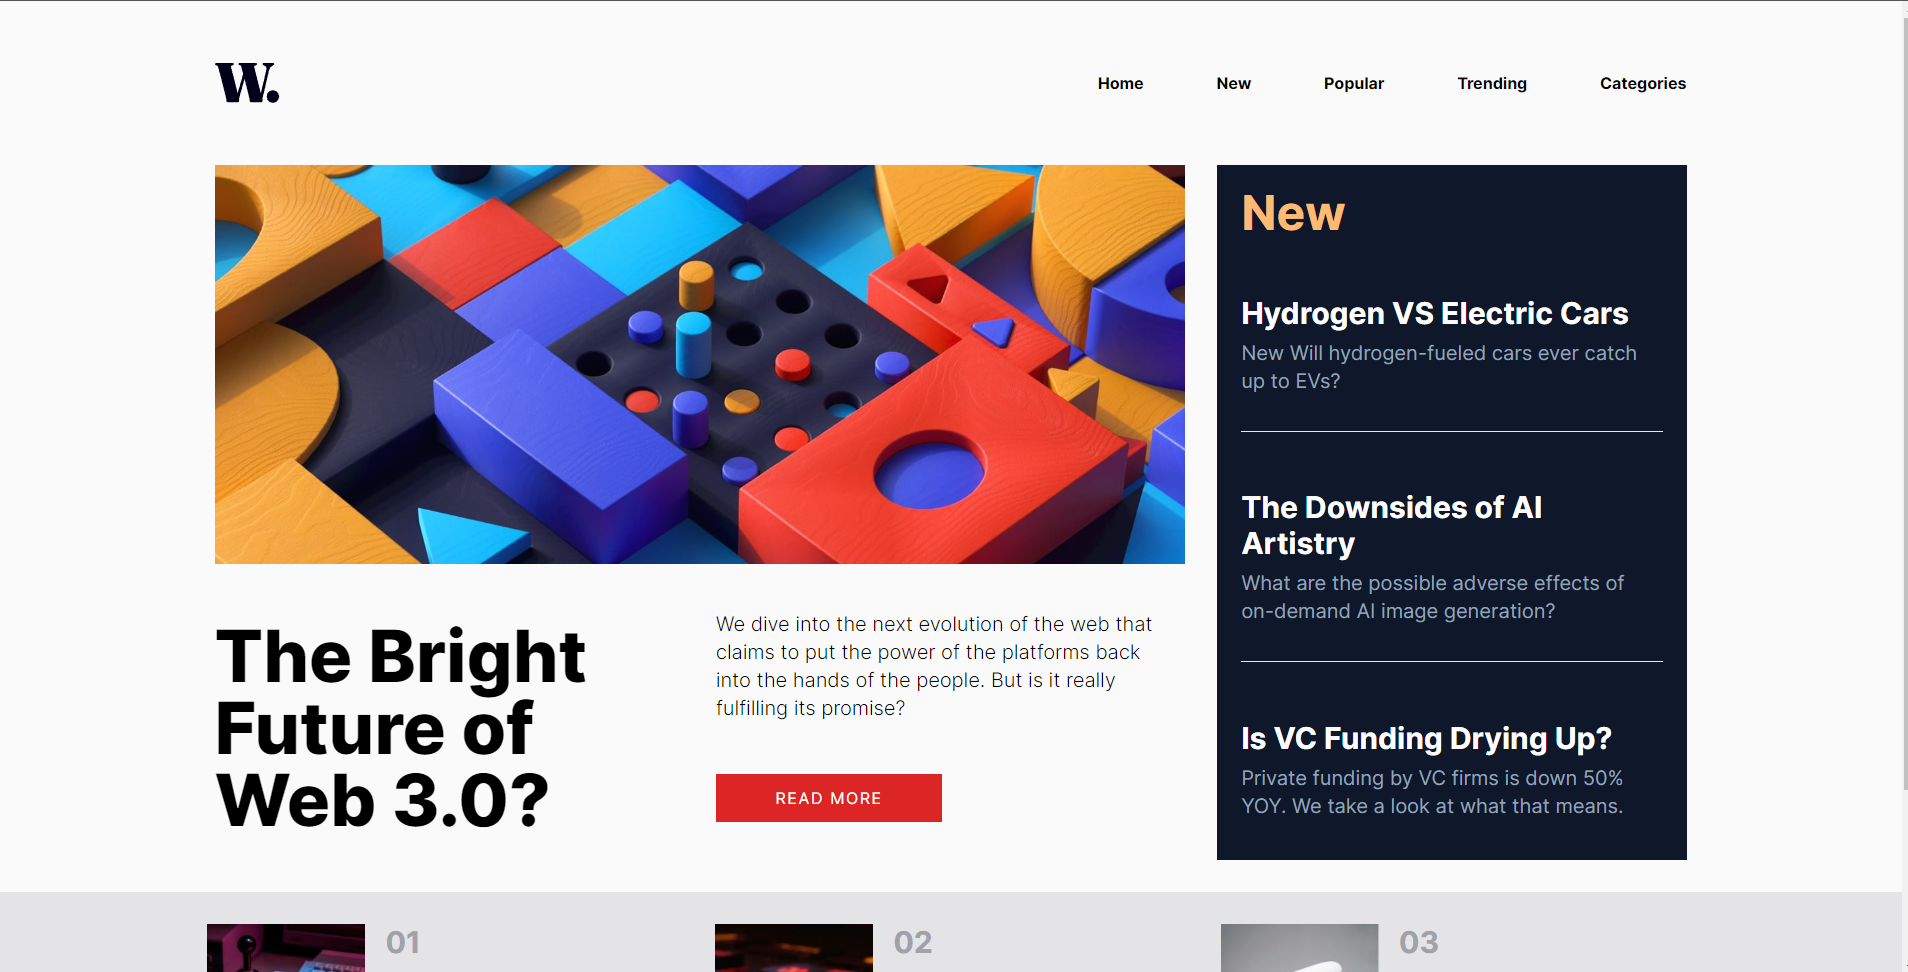 W.
Home
New
Popular
Trending
Categories
The Bright
Future of
Web 3.0?
We dive into the next evolution of the web that
claims to put the power of the platforms back
into the hands of the people. But is it really
fulfilling its promise?
READ MORE
New
Hydrogen VS Electric Cars
New Will hydrogen-fueled cars ever catch
up to EVs?
The Downsides of AI
Artistry
What are the possible adverse effects of
on-demand AI image generation?
Is VC Funding Drying Up?
Private funding by VC firms is down 50%
YOY. We take a look at what that means.
01
02
03